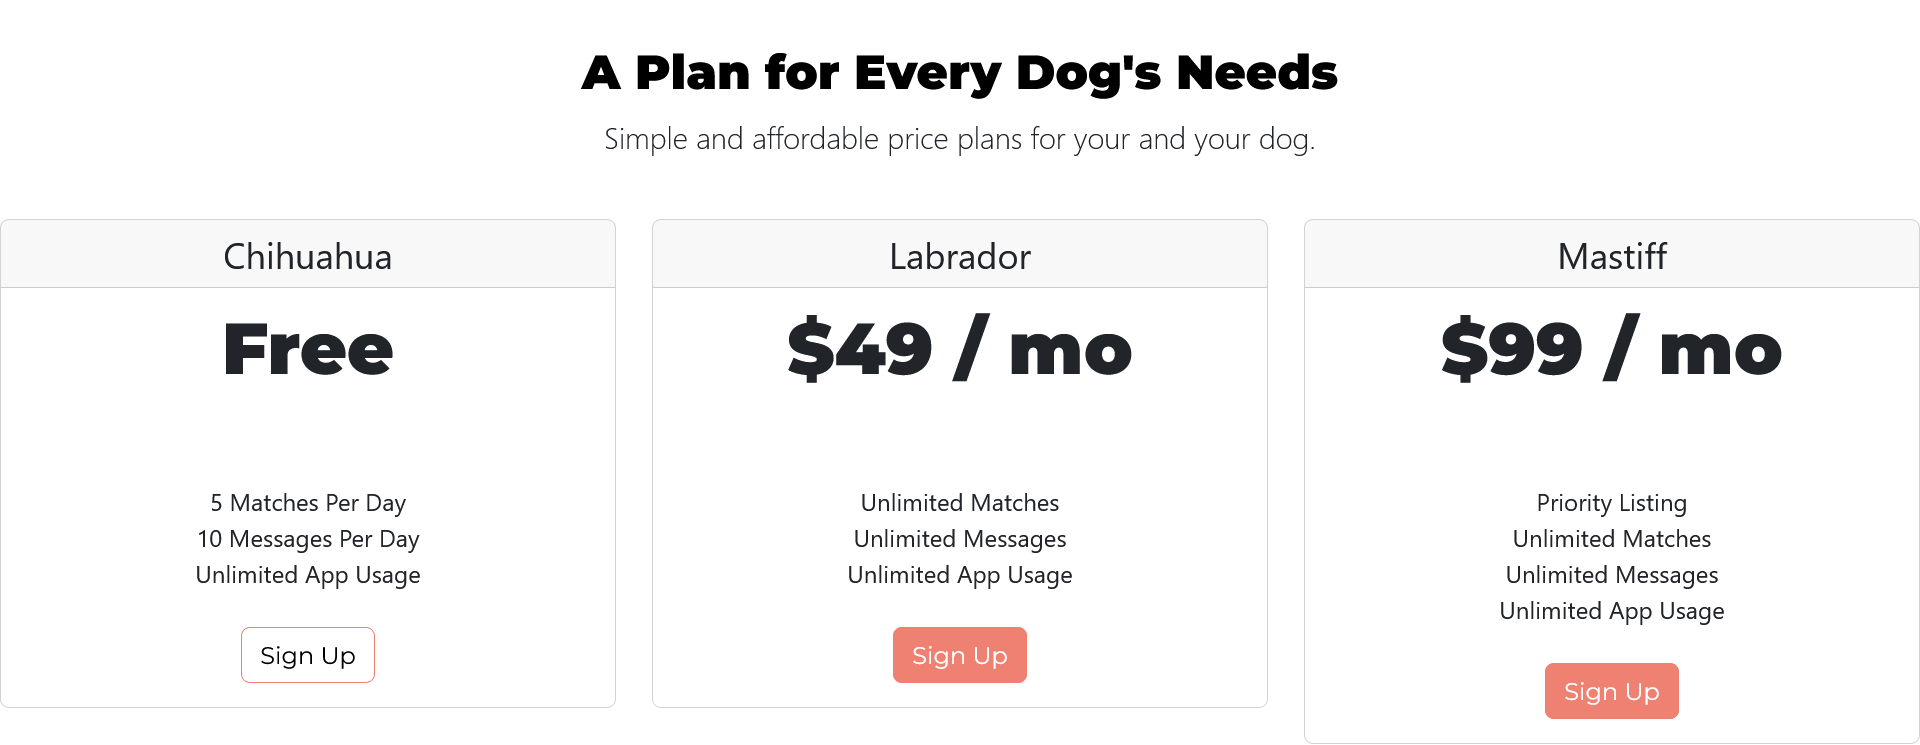 A Plan for Every Dog's Needs
Simple and affordable price plans for your and your dog.
Chihuahua
Free
5 Matches Per Day
10 Messages Per Day
Unlimited App Usage
Sign Up
Labrador
$49 / mo
Unlimited Matches
Unlimited Messages
Unlimited App Usage
Sign Up
Mastiff
$99 / mo
Priority Listing
Unlimited Matches
Unlimited Messages
Unlimited App Usage
Sign Up